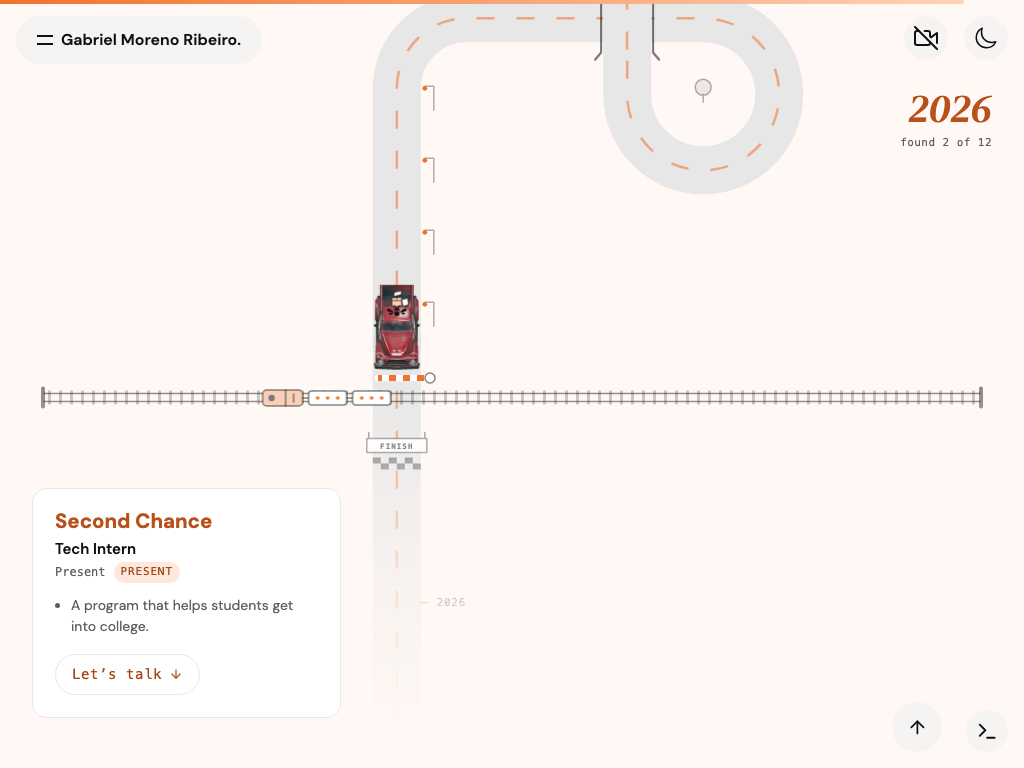 Gabriel Moreno Ribeiro.
2026
found 2 of 12
FINISH
Second Chance
Tech Intern
Present PRESENT
• A program that helps students get
into college.
Let’s talk ↓
2026